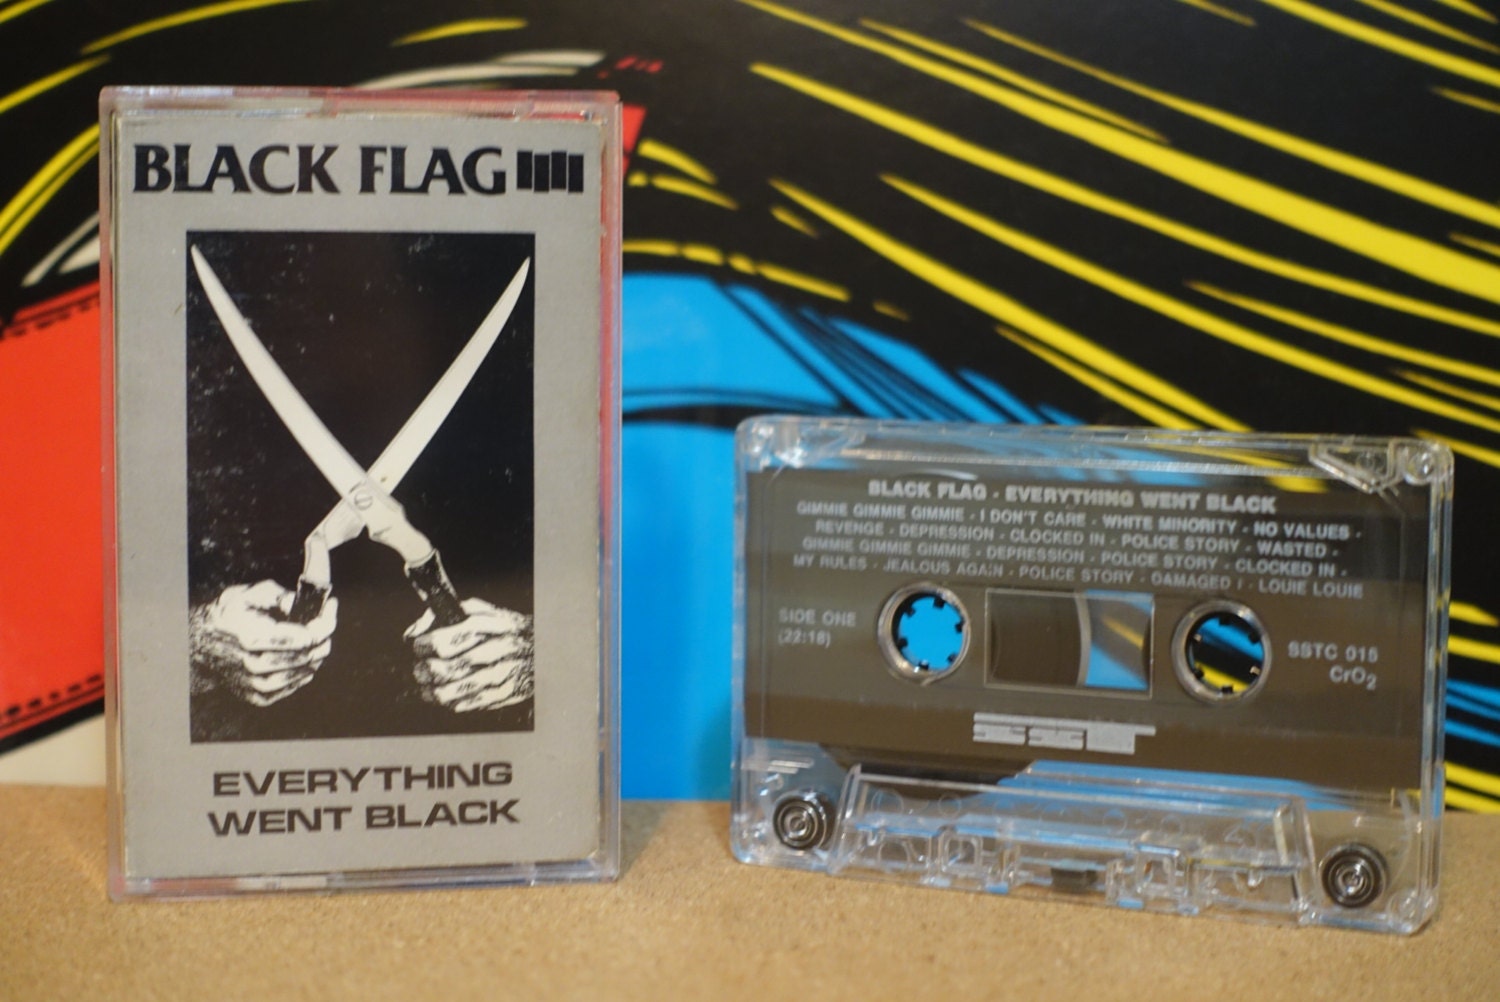 BLACK FLAG
EVERYTHING
WENT BLACK
BLACK FLAG - EVERYTHING WENT BLACK
GIMMIE GIMMIE GIMMIE - I DON'T CARE - WHITE MINORITY - NO VALUES -
REVENGE - DEPRESSION - CLOCKED IN - POLICE STORY - WASTED -
GIMMIE GIMMIE GIMMIE - DEPRESSION - POLICE STORY - CLOCKED IN -
MY RULES - JEALOUS AGAIN - POLICE STORY - DAMAGED I - LOUIE LOUIE
SIDE ONE
(22:18)
SSTC 015
CrO2
SST